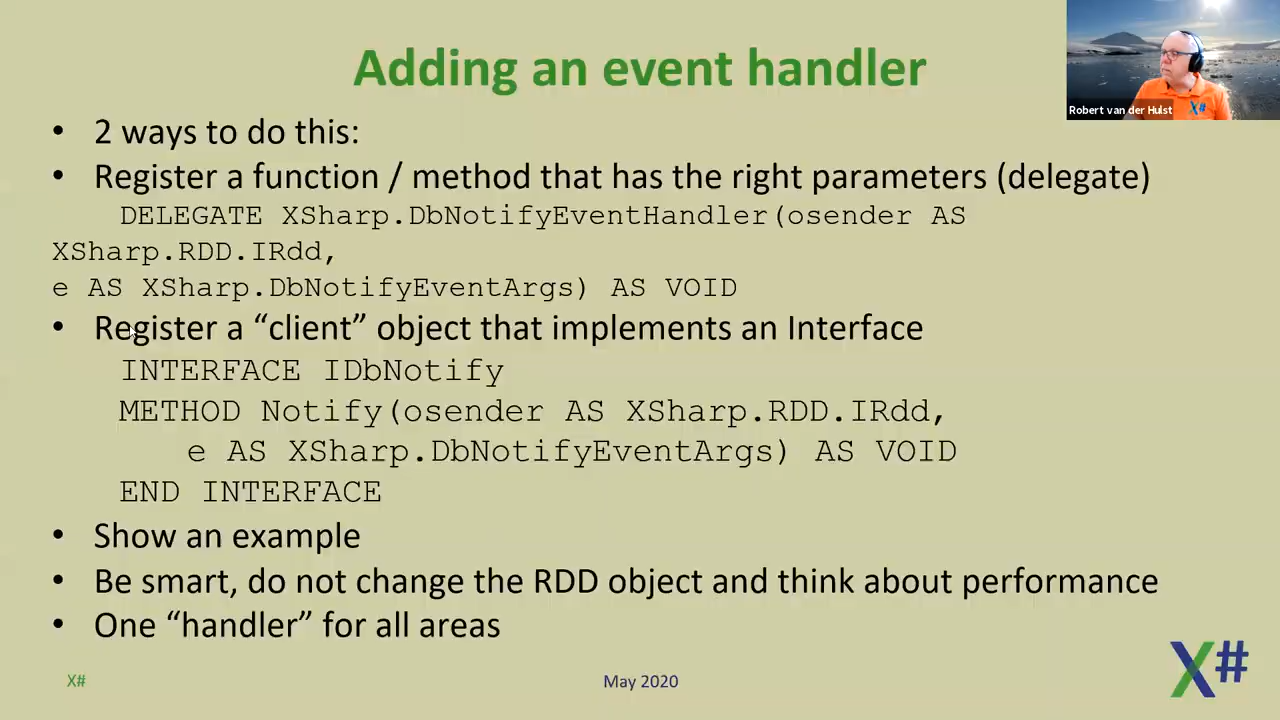 Adding an event handler
Robert van der Hulst
X#
• 2 ways to do this:
• Register a function / method that has the right parameters (delegate)
DELEGATE XSharp.DbNotifyEventHandler(osender AS
XSharp.RDD.IRdd,
e AS XSharp.DbNotifyEventArgs) AS VOID
• Register a “client” object that implements an Interface
INTERFACE IDbNotify
METHOD Notify(osender AS XSharp.RDD.IRdd,
e AS XSharp.DbNotifyEventArgs) AS VOID
END INTERFACE
• Show an example
• Be smart, do not change the RDD object and think about performance
• One “handler” for all areas
X#
May 2020
X#